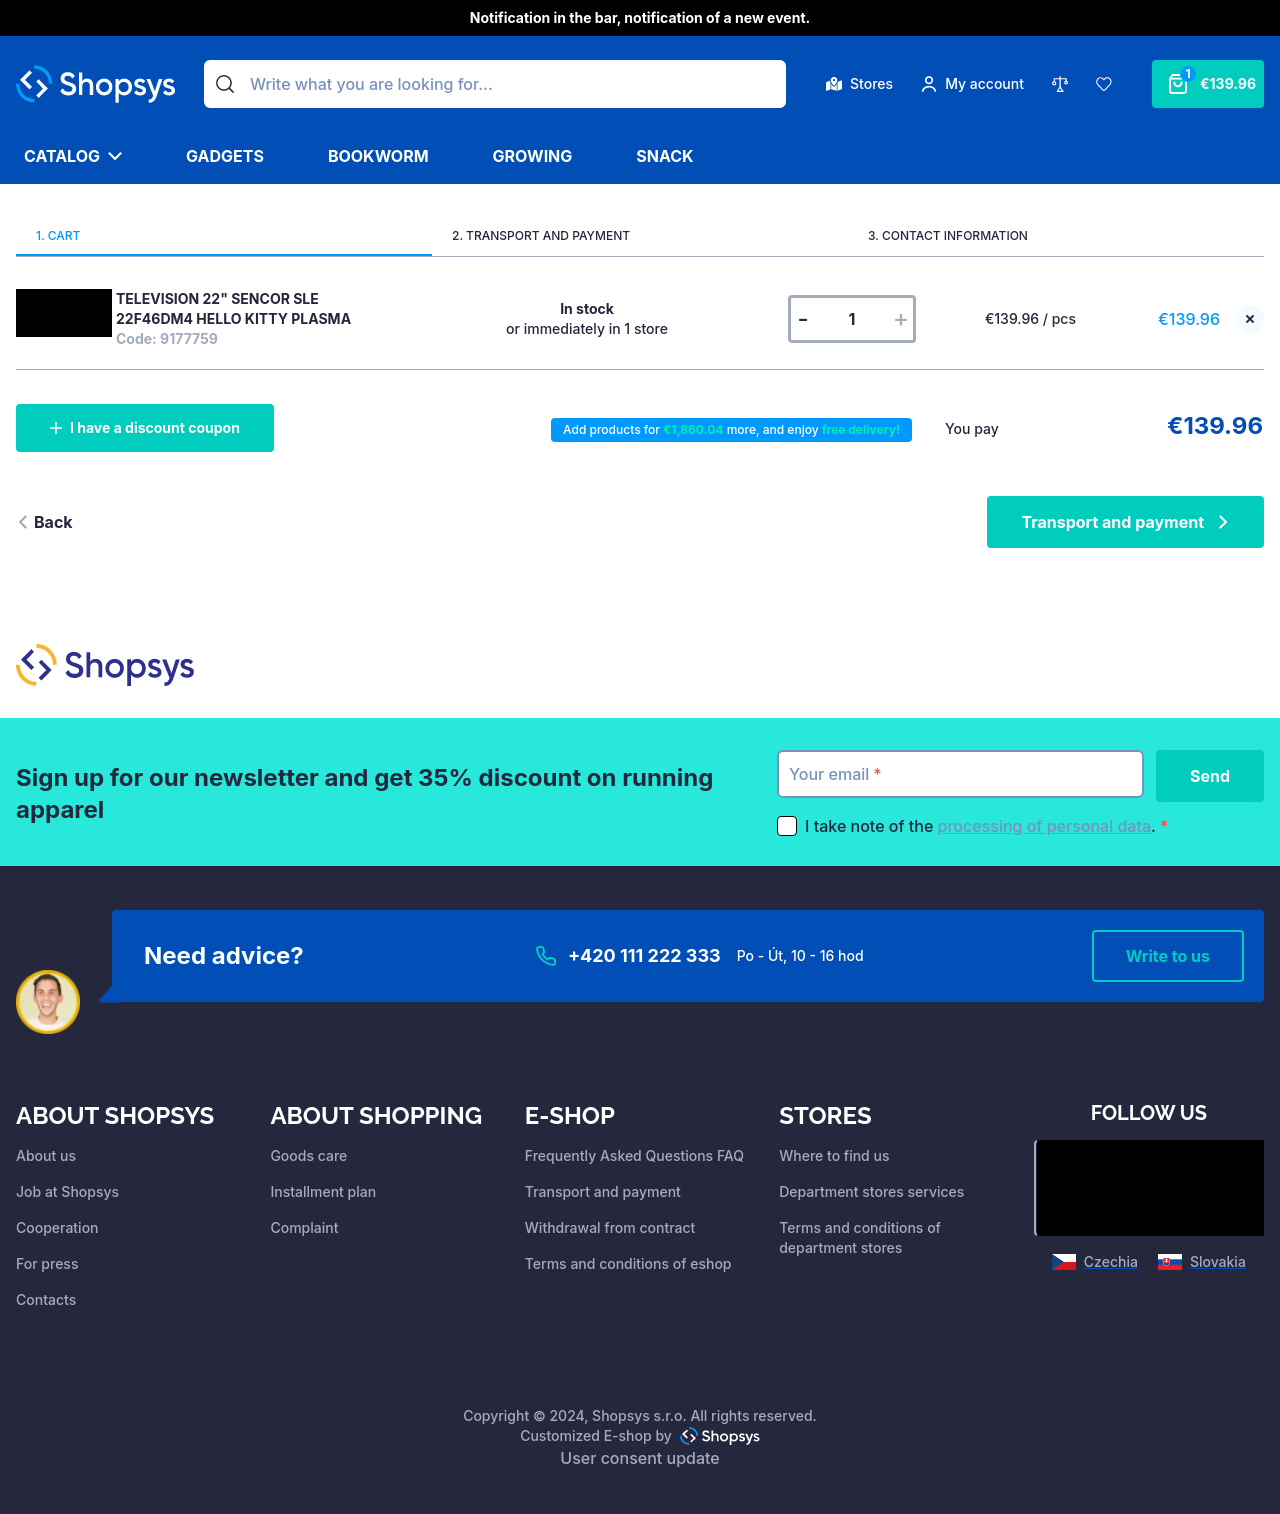 Notification in the bar, notification of a new event.
Shopsys
Write what you are looking for...
Stores
My account
1
€139.96
CATALOG
GADGETS
BOOKWORM
GROWING
SNACK
1. CART
2. TRANSPORT AND PAYMENT
3. CONTACT INFORMATION
TELEVISION 22" SENCOR SLE
22F46DM4 HELLO KITTY PLASMA
Code: 9177759
In stock
or immediately in 1 store
- 1 +
€139.96 / pcs
€139.96
I have a discount coupon
Add products for €1,860.04 more, and enjoy free delivery!
You pay
€139.96
Back
Transport and payment
Shopsys
Sign up for our newsletter and get 35% discount on running
apparel
Your email *
Send
I take note of the processing of personal data. *
Need advice?
+420 111 222 333
Po - Út, 10 - 16 hod
Write to us
ABOUT SHOPSYS
About us
Job at Shopsys
Cooperation
For press
Contacts
ABOUT SHOPPING
Goods care
Installment plan
Complaint
E-SHOP
Frequently Asked Questions FAQ
Transport and payment
Withdrawal from contract
Terms and conditions of eshop
STORES
Where to find us
Department stores services
Terms and conditions of
department stores
FOLLOW US
Czechia
Slovakia
Copyright © 2024, Shopsys s.r.o. All rights reserved.
Customized E-shop by Shopsys
User consent update